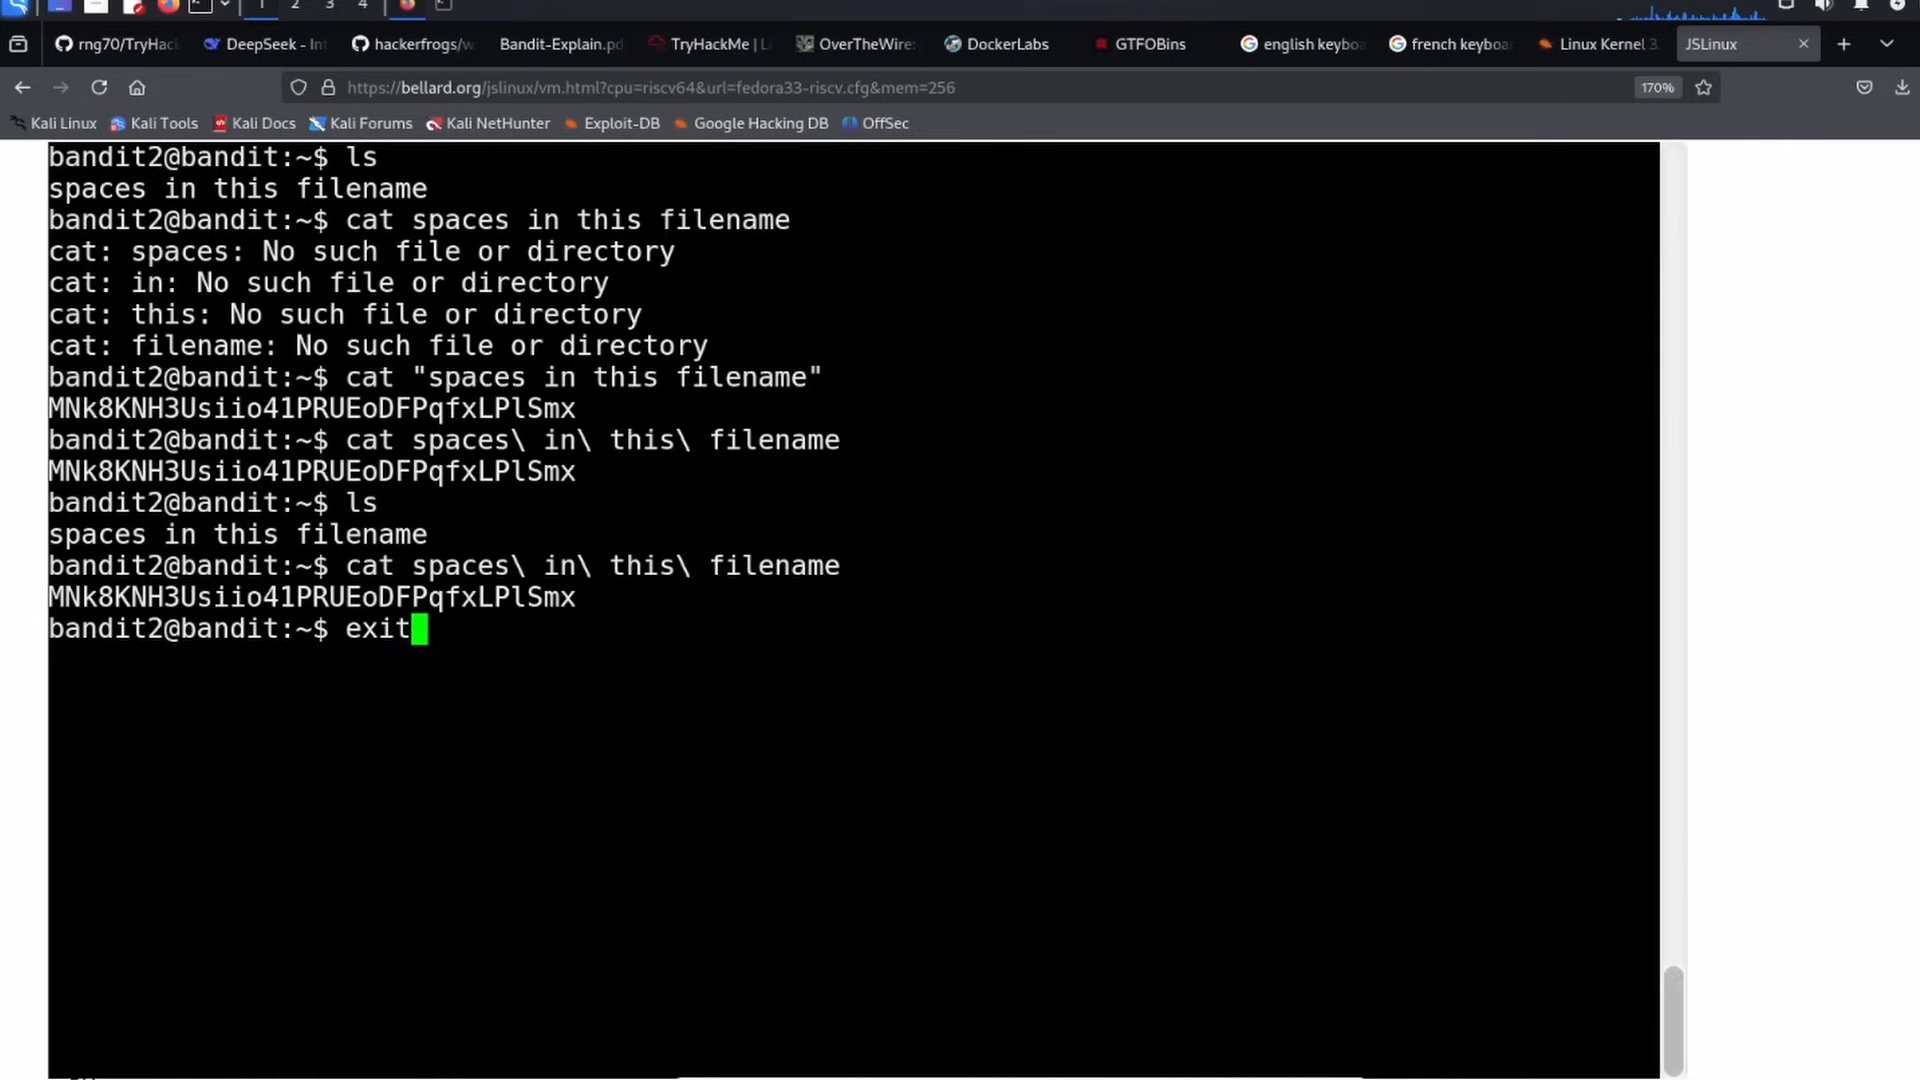 1 2 3 4
rng70/TryHack DeepSeek - Int hackerfrogs/w Bandit-Explain.pd TryHackMe | L OverTheWire: DockerLabs GTFOBins english keyboa french keyboa Linux Kernel 3. JSLinux
https://bellard.org/jslinux/vm.html?cpu=riscv64&url=fedora33-riscv.cfg&mem=256 170%
Kali Linux Kali Tools Kali Docs Kali Forums Kali NetHunter Exploit-DB Google Hacking DB OffSec
bandit2@bandit:~$ ls
spaces in this filename
bandit2@bandit:~$ cat spaces in this filename
cat: spaces: No such file or directory
cat: in: No such file or directory
cat: this: No such file or directory
cat: filename: No such file or directory
bandit2@bandit:~$ cat "spaces in this filename"
MNk8KNH3Usiio41PRUEoDFPqfxLPlSmx
bandit2@bandit:~$ cat spaces\ in\ this\ filename
MNk8KNH3Usiio41PRUEoDFPqfxLPlSmx
bandit2@bandit:~$ ls
spaces in this filename
bandit2@bandit:~$ cat spaces\ in\ this\ filename
MNk8KNH3Usiio41PRUEoDFPqfxLPlSmx
bandit2@bandit:~$ exit